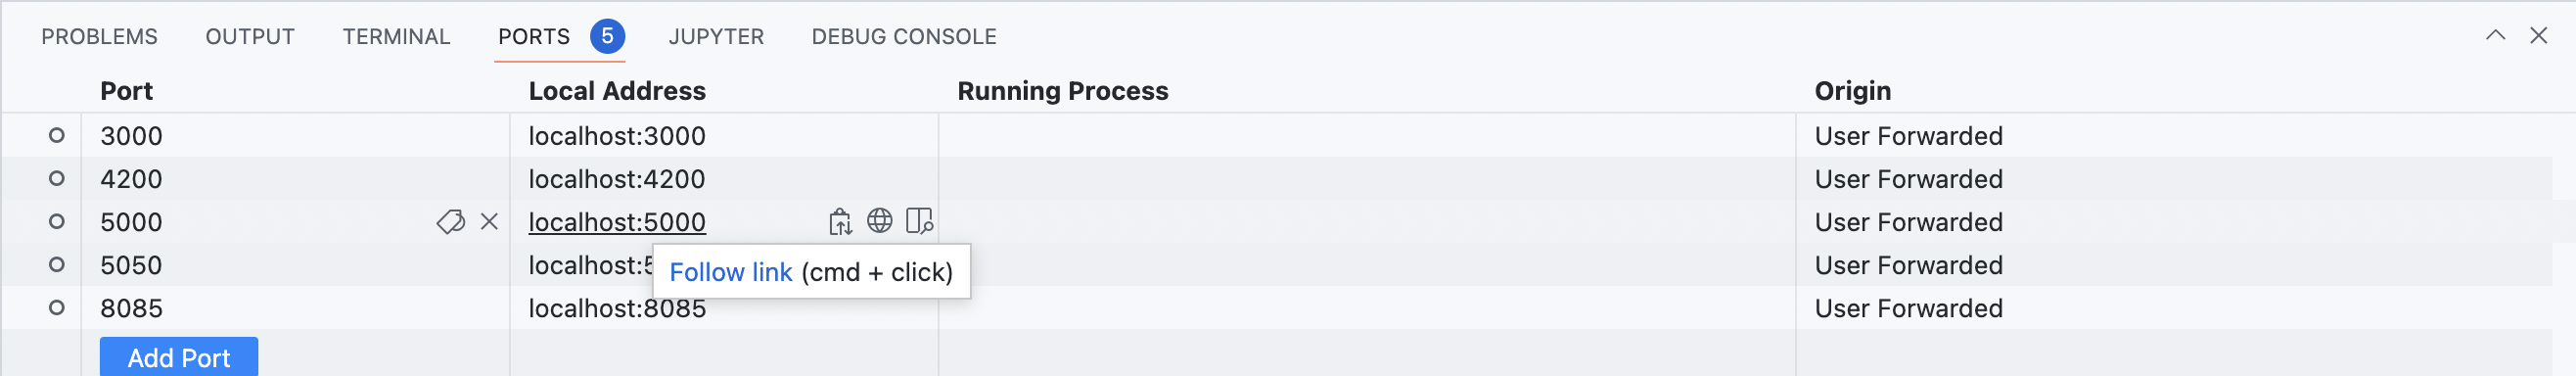 PROBLEMS OUTPUT TERMINAL PORTS 5 JUPYTER DEBUG CONSOLE
Port Local Address Running Process Origin
3000 localhost:3000 User Forwarded
4200 localhost:4200 User Forwarded
5000 localhost:5000 User Forwarded
5050 localhost:5 User Forwarded
Follow link (cmd + click)
8085 localhost:8085 User Forwarded
Add Port